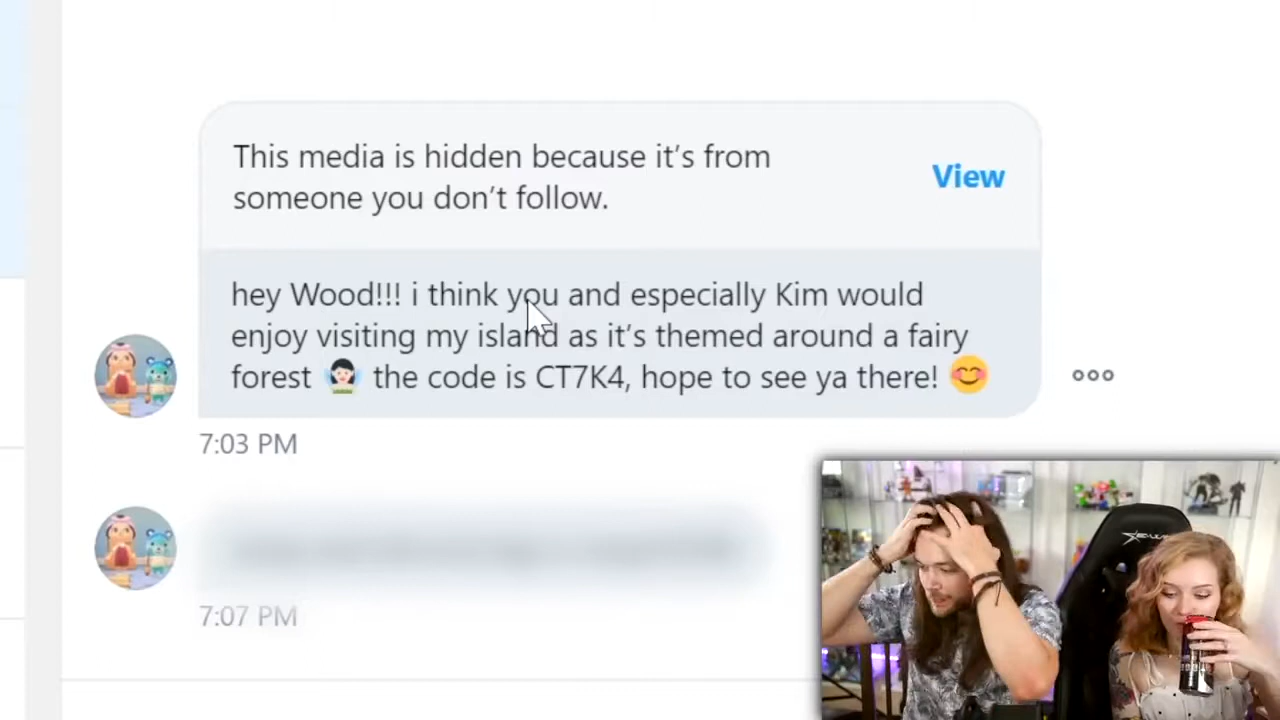 This media is hidden because it's from
someone you don't follow.
View
hey Wood!!! i think you and especially Kim would
enjoy visiting my island as it's themed around a fairy
forest 🧚🏻‍♀️ the code is CT7K4, hope to see ya there! 😊
7:03 PM
7:07 PM